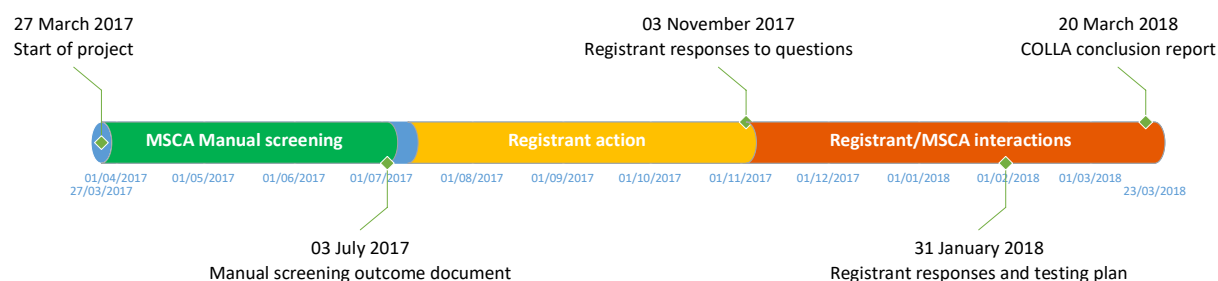 27 March 2017
Start of project
03 November 2017
Registrant responses to questions
20 March 2018
COLLA conclusion report
MSCA Manual screening
Registrant action
Registrant/MSCA interactions
01/04/2017
01/05/2017
01/06/2017
01/07/2017
01/08/2017
01/09/2017
01/10/2017
01/11/2017
01/12/2017
01/01/2018
01/02/2018
01/03/2018
27/03/2017
23/03/2018
03 July 2017
Manual screening outcome document
31 January 2018
Registrant responses and testing plan